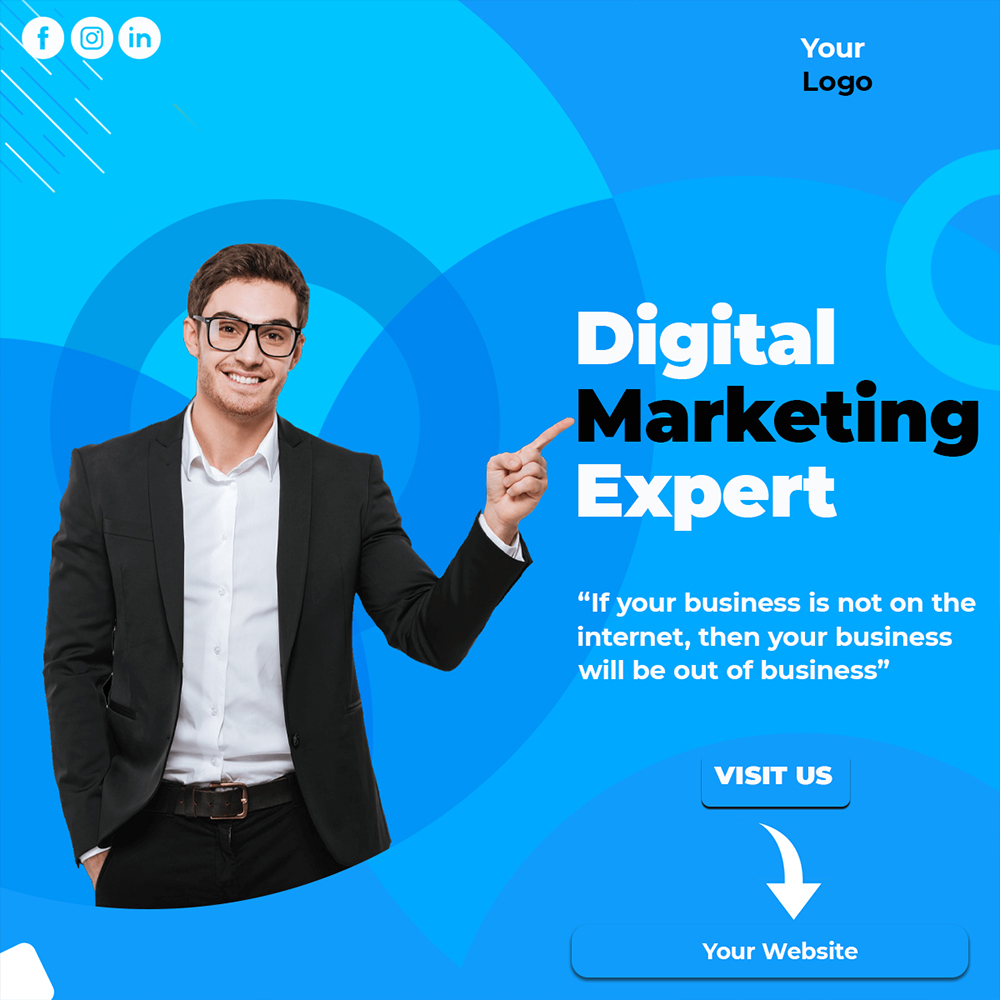 Your
Logo
Digital
Marketing
Expert
“If your business is not on the
internet, then your business
will be out of business”
VISIT US
Your Website